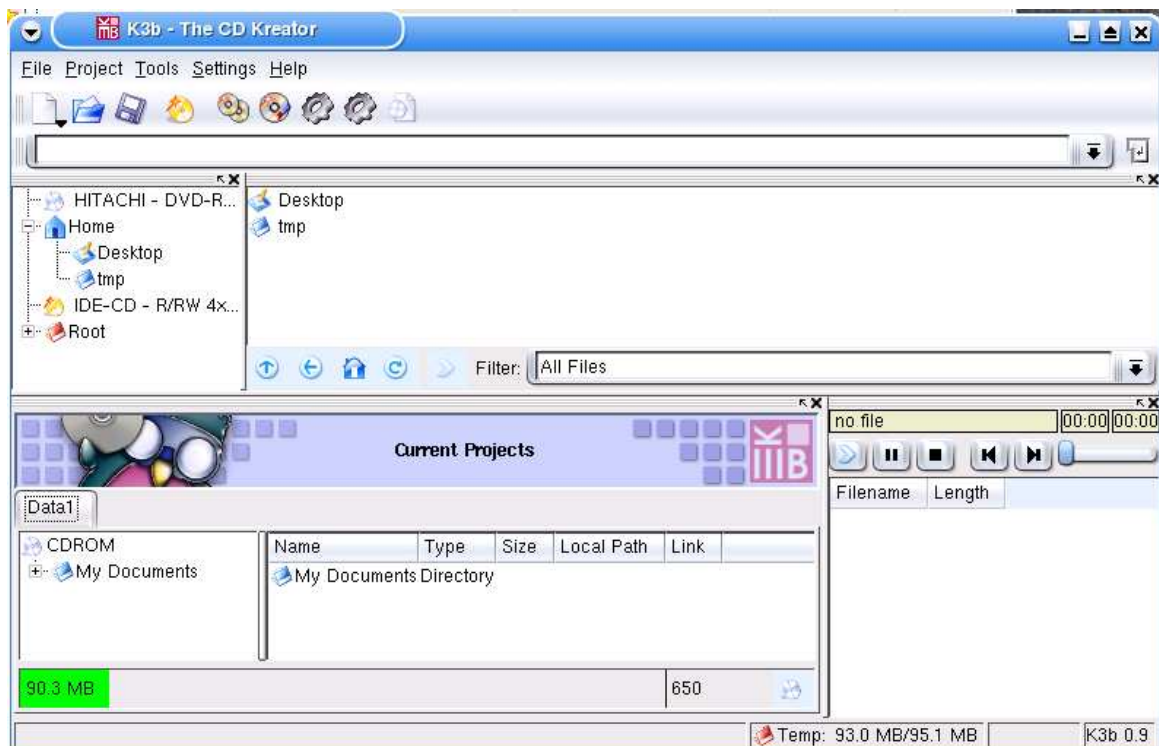 K3b - The CD Kreator
File Project Tools Settings Help
HITACHI - DVD-R...
Home
Desktop
tmp
IDE-CD - R/RW 4x...
Root
Desktop
tmp
Filter: All Files
Current Projects
K3B
Data1
CDROM
My Documents
Name Type Size Local Path Link
My Documents Directory
90.3 MB 650
no file 00:00 00:00
Filename Length
Temp: 93.0 MB/95.1 MB K3b 0.9